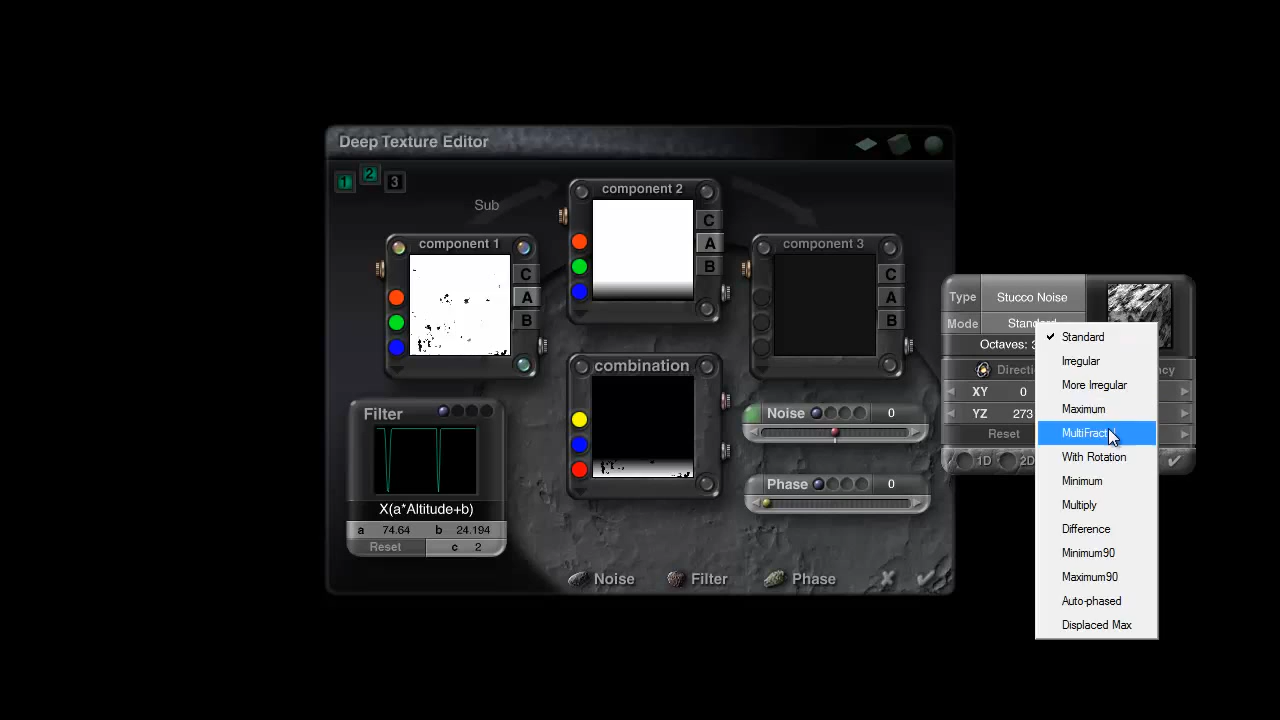 Deep Texture Editor
1 2 3
Sub
component 1
C
A
B
component 2
C
A
B
component 3
C
A
B
combination
Filter
X(a*Altitude+b)
a 74.64 b 24.194
Reset c 2
Noise 0
Phase 0
Noise Filter Phase
Type Stucco Noise
Mode
Octaves:
XY 0
YZ 273
Reset
1D 2D
Standard
Irregular
More Irregular
Maximum
With Rotation
Minimum
Multiply
Difference
Minimum90
Maximum90
Auto-phased
Displaced Max